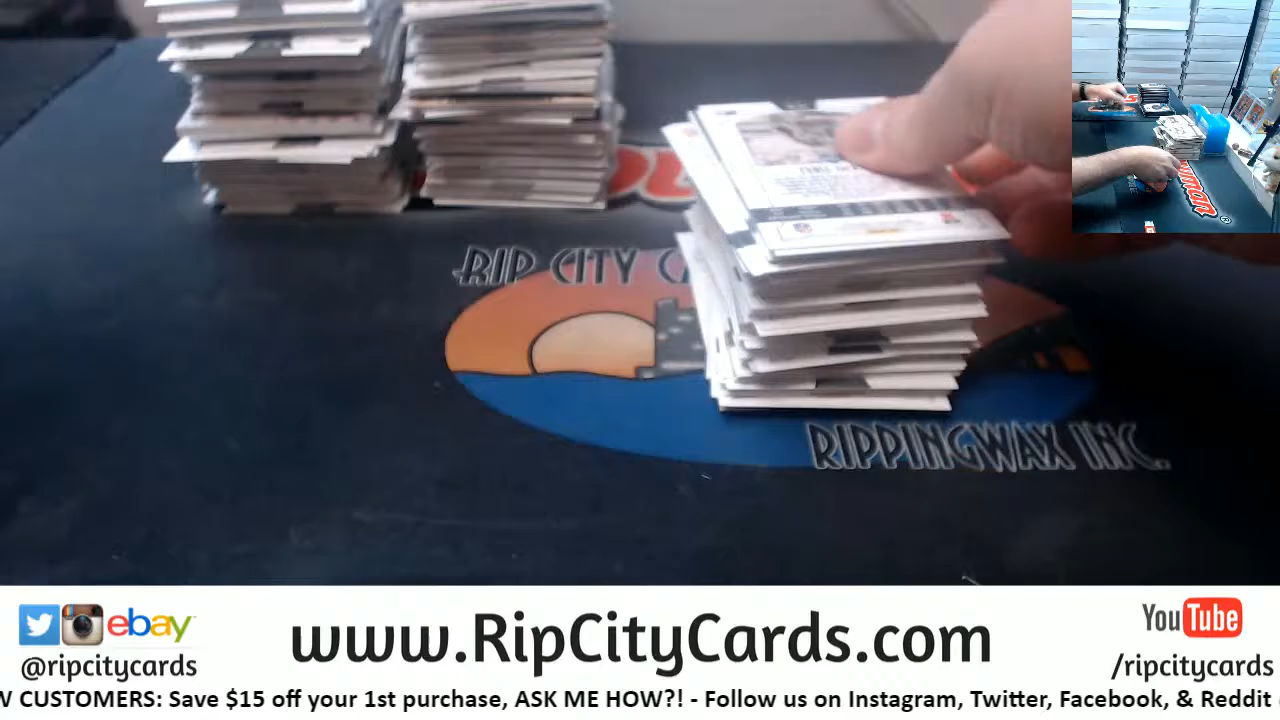 RIP CITY C
RIPPINGWAX INC.
ebay
www.RipCityCards.com
YouTube
@ripcitycards
/ripcitycards
CUSTOMERS: Save $15 off your 1st purchase, ASK ME HOW?! - Follow us on Instagram, Twitter, Facebook, & Reddit